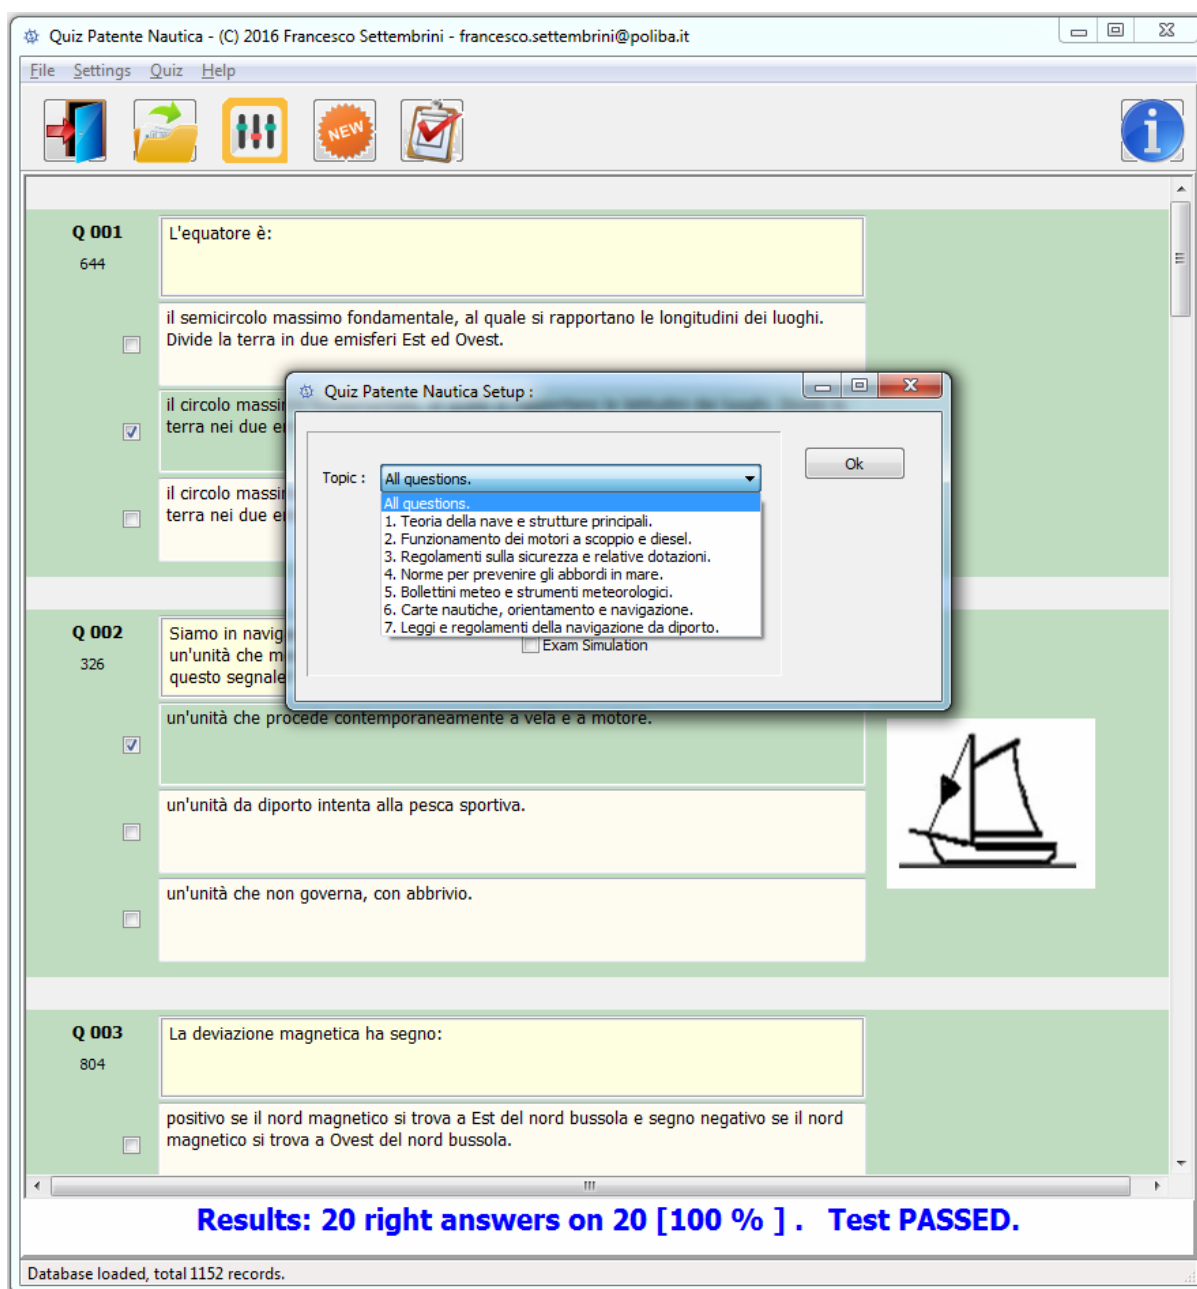 Quiz Patente Nautica - (C) 2016 Francesco Settembrini - francesco.settembrini@poliba.it
File Settings Quiz Help
NEW
i
Q 001
644
L'equatore è:
il semicircolo massimo fondamentale, al quale si rapportano le longitudini dei luoghi.
Divide la terra in due emisferi Est ed Ovest.
il circolo massi
terra nei due e
il circolo massi
terra nei due e
Quiz Patente Nautica Setup :
Topic :
All questions.
Ok
All questions.
1. Teoria della nave e strutture principali.
2. Funzionamento dei motori a scoppio e diesel.
3. Regolamenti sulla sicurezza e relative dotazioni.
4. Norme per prevenire gli abbordi in mare.
5. Bollettini meteo e strumenti meteorologici.
6. Carte nautiche, orientamento e navigazione.
7. Leggi e regolamenti della navigazione da diporto.
Exam Simulation
Q 002
326
Siamo in navig
un'unità che m
questo segnale
un'unità che procede contemporaneamente a vela e a motore.
un'unità da diporto intenta alla pesca sportiva.
un'unità che non governa, con abbrivio.
Q 003
804
La deviazione magnetica ha segno:
positivo se il nord magnetico si trova a Est del nord bussola e segno negativo se il nord
magnetico si trova a Ovest del nord bussola.
Results: 20 right answers on 20 [100 % ] . Test PASSED.
Database loaded, total 1152 records.